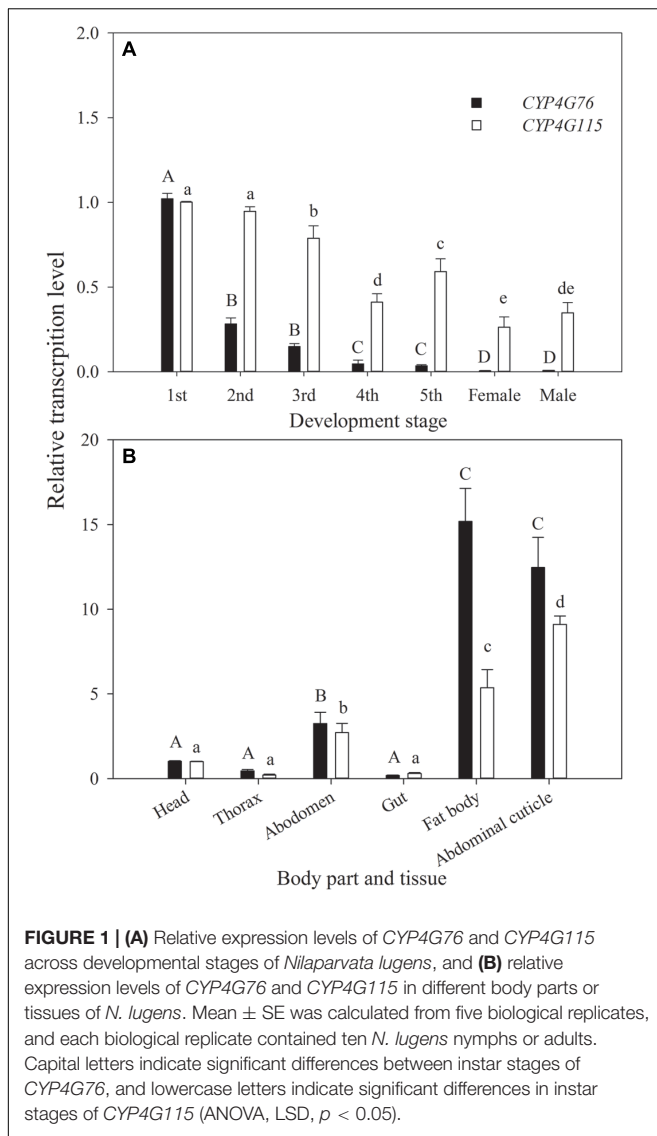 A
2.0
1.5
1.0
0.5
0.0
CYP4G76
CYP4G115
A a
B a
B b
C d
C c
D e
D de
1st 2nd 3rd 4th 5th Female Male
Development stage
Relative transcrpition level
B
20
15
10
5
0
A a
A a
B b
A a
C c
C d
Head Thorax Abodomen Gut Fat body Abdominal cuticle
Body part and tissue
FIGURE 1 | (A) Relative expression levels of CYP4G76 and CYP4G115
across developmental stages of Nilaparvata lugens, and (B) relative
expression levels of CYP4G76 and CYP4G115 in different body parts or
tissues of N. lugens. Mean ± SE was calculated from five biological replicates,
and each biological replicate contained ten N. lugens nymphs or adults.
Capital letters indicate significant differences between instar stages of
CYP4G76, and lowercase letters indicate significant differences in instar
stages of CYP4G115 (ANOVA, LSD, p < 0.05).